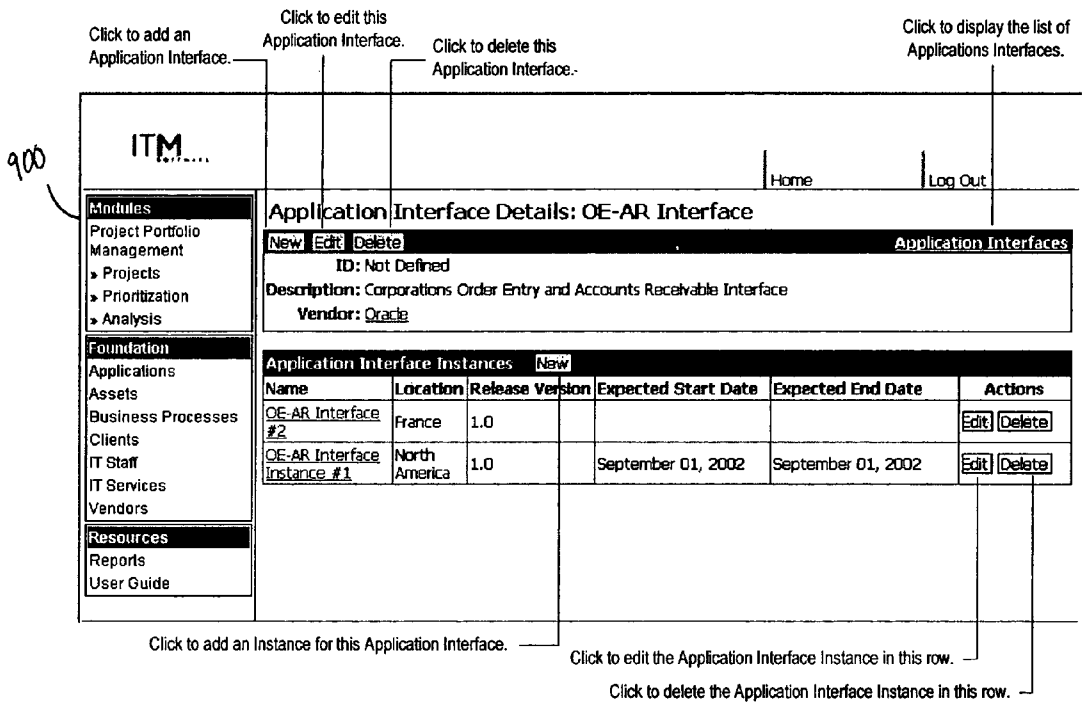 Click to add an
Application Interface.
Click to edit this
Application Interface.
Click to delete this
Application Interface.-
Click to display the list of
Applications Interfaces.
900
ITM
SOFTWARE
Home
Log Out
Modules
Project Portfolio
Management
» Projects
» Prioritization
» Analysis
Foundation
Applications
Assets
Business Processes
Clients
IT Staff
IT Services
Vendors
Resources
Reports
User Guide
Application Interface Details: OE-AR Interface
New Edit Delete Application Interfaces
ID: Not Defined
Description: Corporations Order Entry and Accounts Receivable Interface
Vendor: Oracle
Application Interface Instances New
Name Location Release Version Expected Start Date Expected End Date Actions
OE-AR Interface
#2 France 1.0 Edit Delete
OE-AR Interface
Instance #1 North
America 1.0 September 01, 2002 September 01, 2002 Edit Delete
Click to add an Instance for this Application Interface.
Click to edit the Application Interface Instance in this row.
Click to delete the Application Interface Instance in this row.